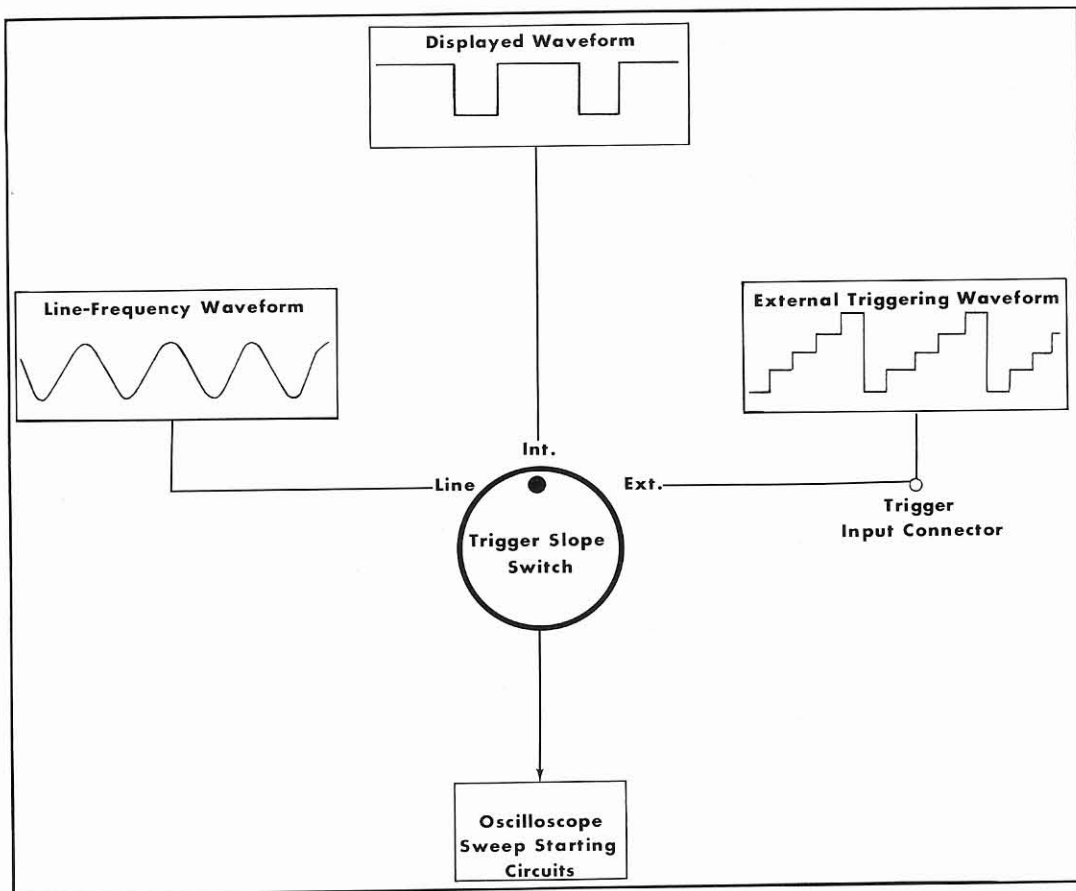 Displayed Waveform
Line-Frequency Waveform
External Triggering Waveform
Int.
Line
Ext.
Trigger
Input Connector
Trigger Slope
Switch
Oscilloscope
Sweep Starting
Circuits